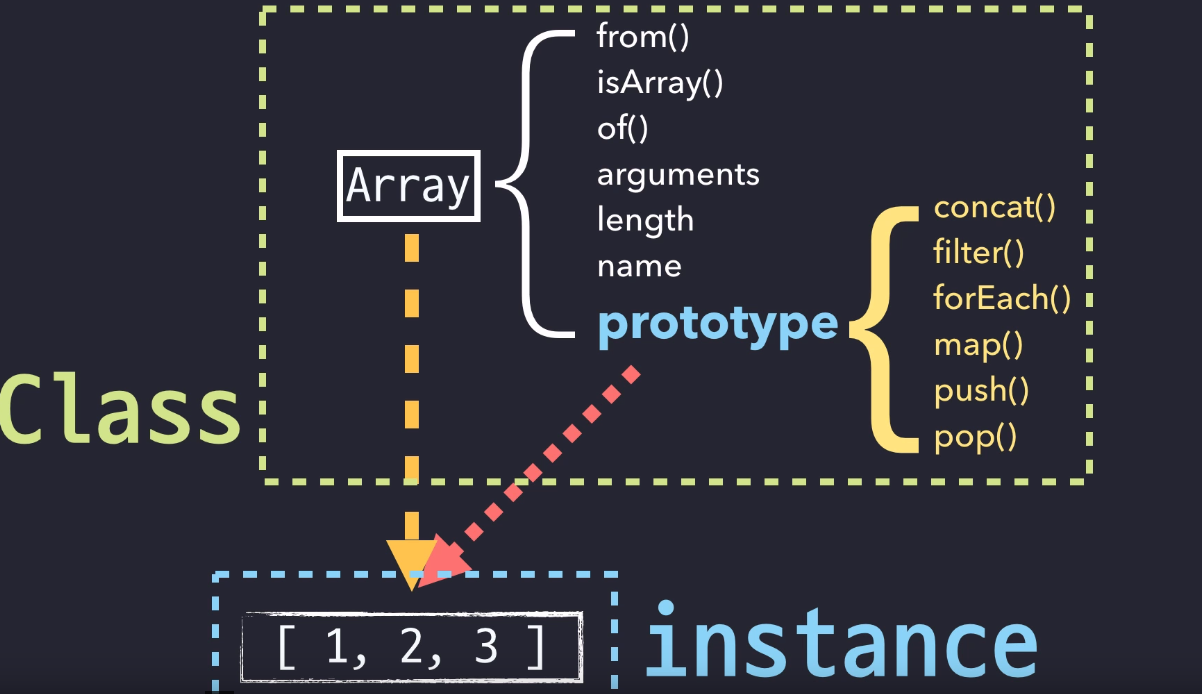 from()
isArray()
of()
Array
arguments
length
name
prototype
concat()
filter()
forEach()
map()
push()
pop()
Class
[ 1, 2, 3 ]
instance